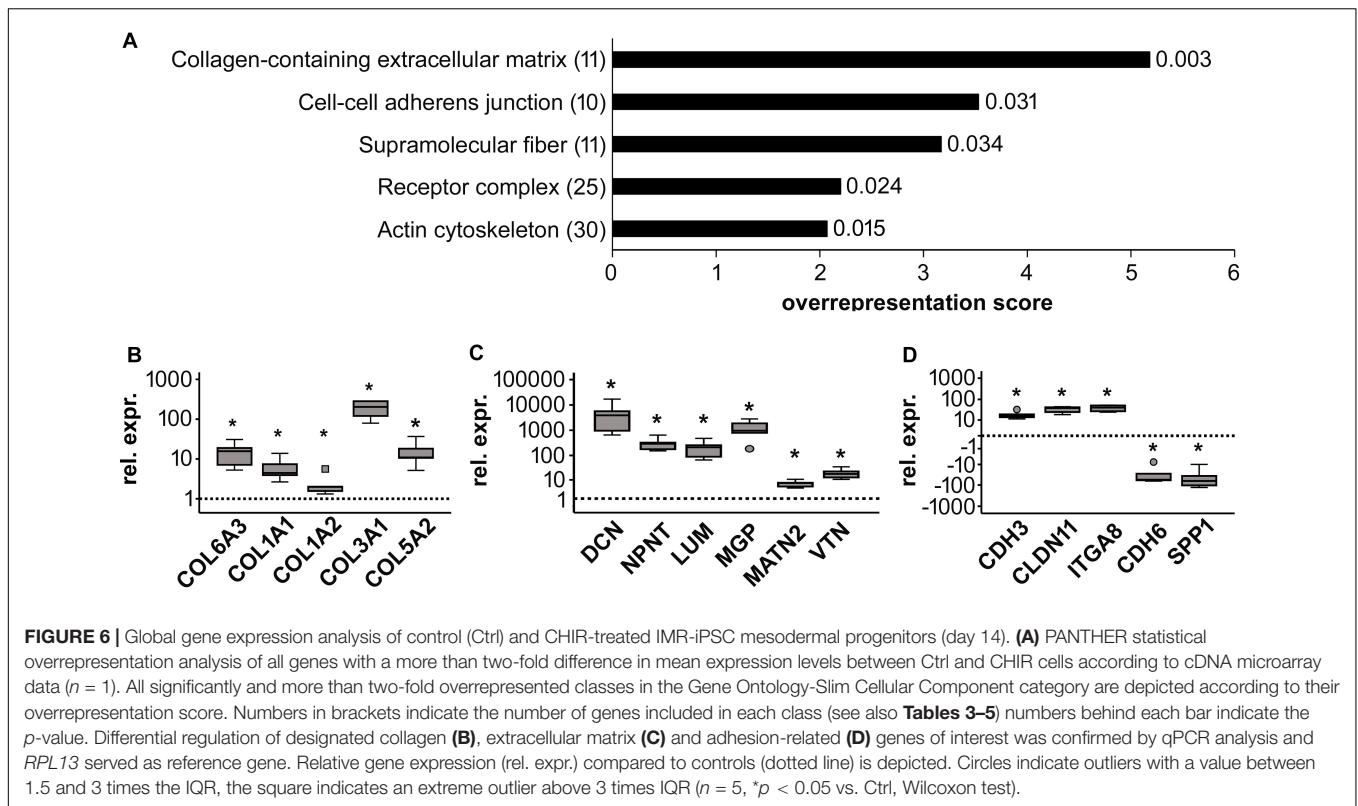 A
Collagen-containing extracellular matrix (11) 0.003
Cell-cell adherens junction (10) 0.031
Supramolecular fiber (11) 0.034
Receptor complex (25) 0.024
Actin cytoskeleton (30) 0.015
0 1 2 3 4 5 6
overrepresentation score
B
rel. expr.
1000
100
10
1
* * * * *
COL6A3 COL1A1 COL1A2 COL3A1 COL5A2
C
rel. expr.
100000
10000
1000
100
10
1
* * * * * *
DCN NPNT LUM MGP MATN2 VTN
D
rel. expr.
1000
100
10
-1
-10
-100
-1000
* * * * *
CDH3 CLDN11 ITGA8 CDH6 SPP1
FIGURE 6 | Global gene expression analysis of control (Ctrl) and CHIR-treated IMR-iPSC mesodermal progenitors (day 14). (A) PANTHER statistical
overrepresentation analysis of all genes with a more than two-fold difference in mean expression levels between Ctrl and CHIR cells according to cDNA microarray
data (n = 1). All significantly and more than two-fold overrepresented classes in the Gene Ontology-Slim Cellular Component category are depicted according to their
overrepresentation score. Numbers in brackets indicate the number of genes included in each class (see also Tables 3–5) numbers behind each bar indicate the
p-value. Differential regulation of designated collagen (B), extracellular matrix (C) and adhesion-related (D) genes of interest was confirmed by qPCR analysis and
RPL13 served as reference gene. Relative gene expression (rel. expr.) compared to controls (dotted line) is depicted. Circles indicate outliers with a value between
1.5 and 3 times the IQR, the square indicates an extreme outlier above 3 times IQR (n = 5, *p < 0.05 vs. Ctrl, Wilcoxon test).